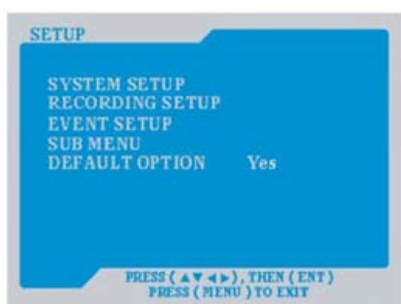 SETUP
SYSTEM SETUP
RECORDING SETUP
EVENT SETUP
SUB MENU
DEFAULT OPTION Yes
PRESS ( ▲ ▼ ◄ ► ), THEN ( ENT )
PRESS ( MENU ) TO EXIT